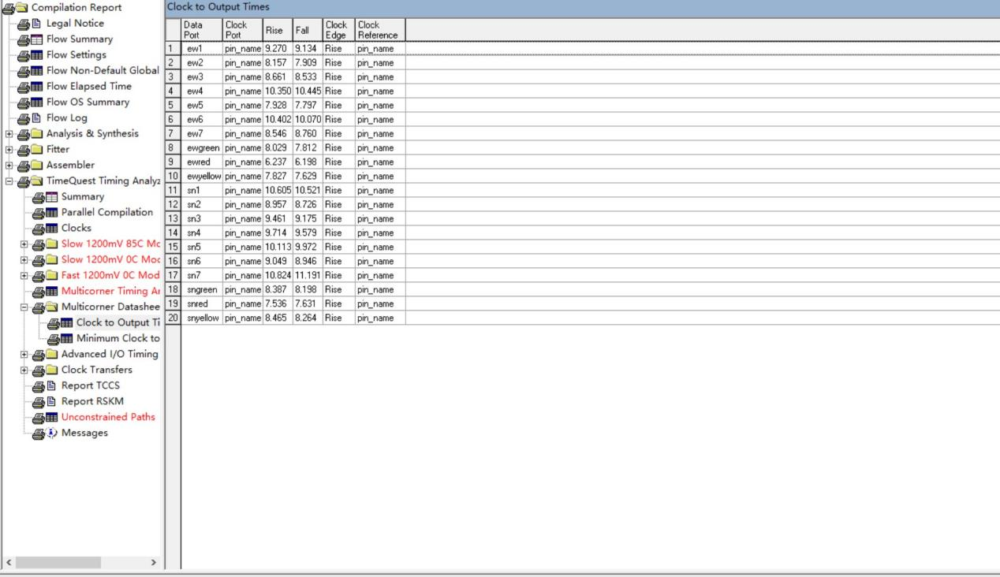 Compilation Report
Legal Notice
Flow Summary
Flow Settings
Flow Non-Default Global
Flow Elapsed Time
Flow OS Summary
Flow Log
Analysis & Synthesis
Fitter
Assembler
TimeQuest Timing Analyz
Summary
Parallel Compilation
Clocks
Slow 1200mV 85C Mo
Slow 1200mV 0C Mod
Fast 1200mV 0C Mod
Multicorner Timing Ar
Multicorner Datashee
Clock to Output Ti
Minimum Clock to
Advanced I/O Timing
Clock Transfers
Report TCCS
Report RSKM
Unconstrained Paths
Messages
Clock to Output Times
Data Port Clock Port Rise Fall Clock Edge Clock Reference
1 ew1 pin_name 9.270 9.134 Rise pin_name
2 ew2 pin_name 8.157 7.909 Rise pin_name
3 ew3 pin_name 8.661 8.533 Rise pin_name
4 ew4 pin_name 10.350 10.445 Rise pin_name
5 ew5 pin_name 7.928 7.797 Rise pin_name
6 ew6 pin_name 10.402 10.070 Rise pin_name
7 ew7 pin_name 8.546 8.760 Rise pin_name
8 ewgreen pin_name 8.029 7.812 Rise pin_name
9 ewred pin_name 6.237 6.198 Rise pin_name
10 ewyellow pin_name 7.827 7.629 Rise pin_name
11 sn1 pin_name 10.605 10.521 Rise pin_name
12 sn2 pin_name 8.957 8.726 Rise pin_name
13 sn3 pin_name 9.461 9.175 Rise pin_name
14 sn4 pin_name 9.714 9.579 Rise pin_name
15 sn5 pin_name 10.113 9.972 Rise pin_name
16 sn6 pin_name 9.049 8.946 Rise pin_name
17 sn7 pin_name 10.824 11.191 Rise pin_name
18 sngreen pin_name 8.387 8.198 Rise pin_name
19 snred pin_name 7.536 7.631 Rise pin_name
20 snyellow pin_name 8.465 8.264 Rise pin_name